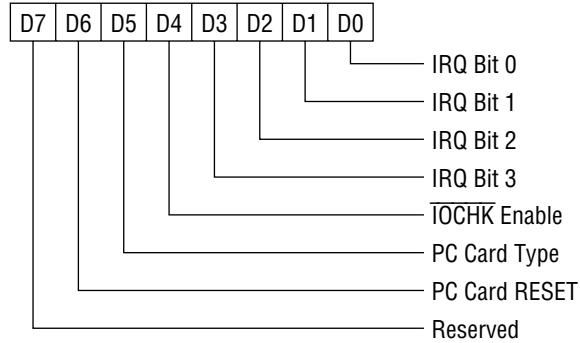 D7 D6 D5 D4 D3 D2 D1 D0
IRQ Bit 0
IRQ Bit 1
IRQ Bit 2
IRQ Bit 3
I̅O̅C̅H̅K̅ Enable
PC Card Type
PC Card RESET
Reserved